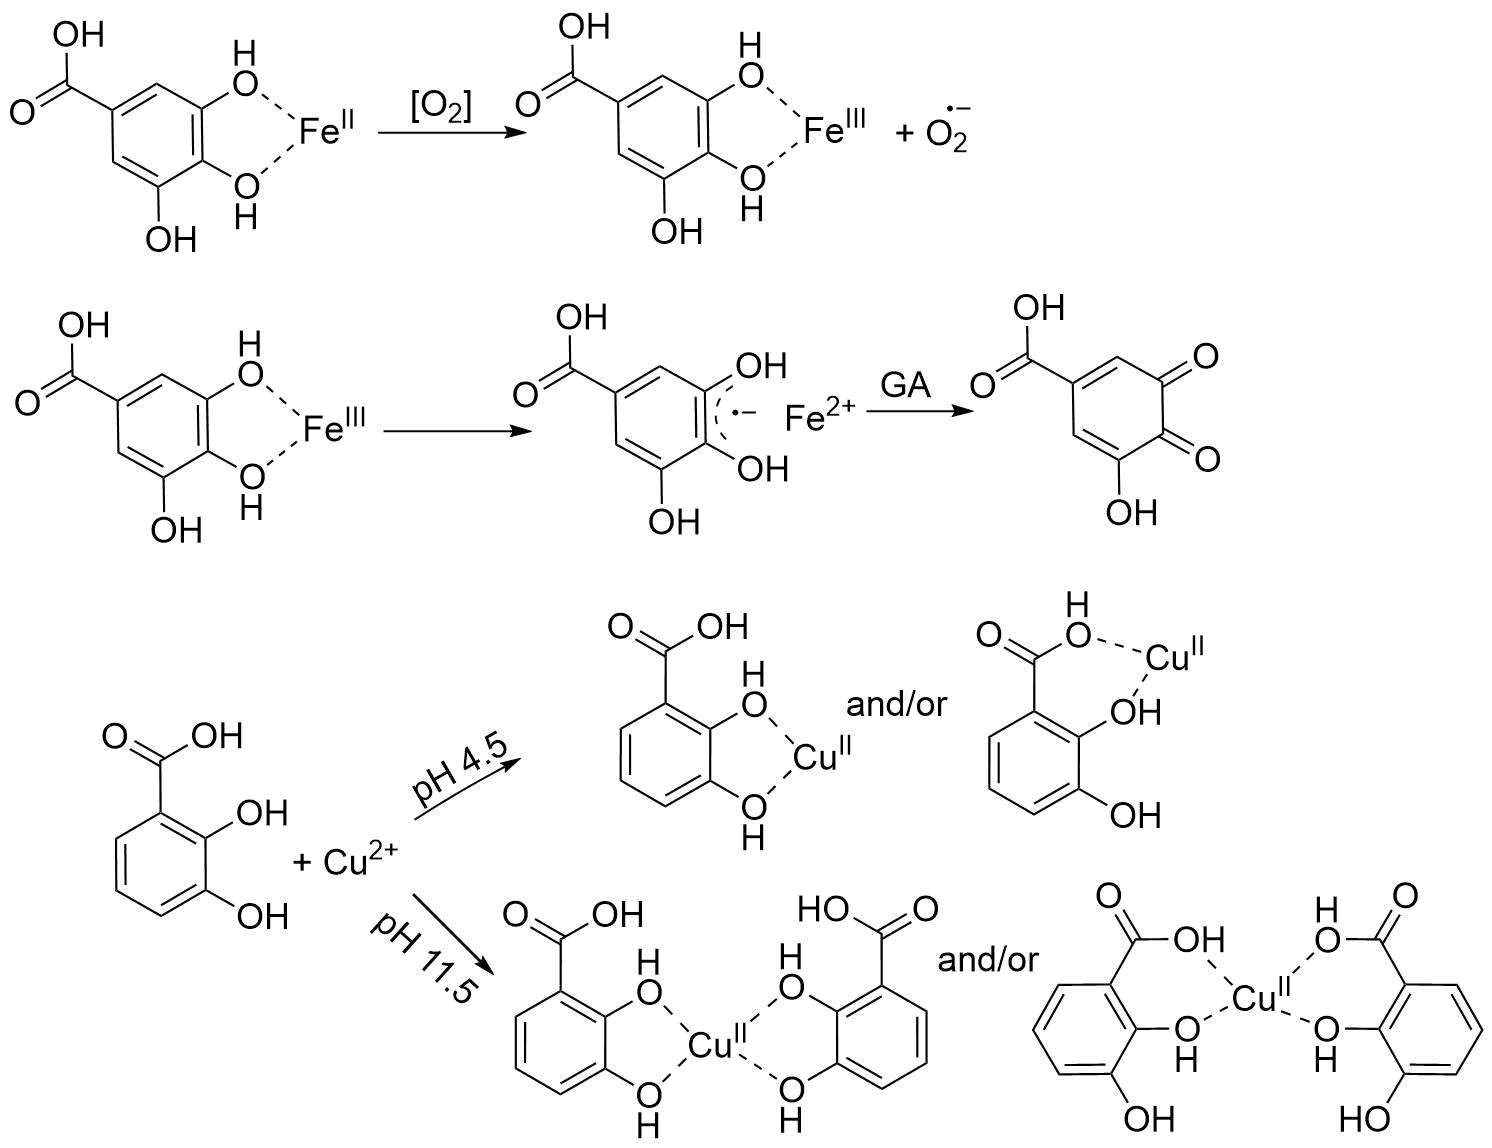 OH OH
H H
O O O O
[O₂]
Fe^II Fe^III + O₂^•−
O O
H H
OH OH
OH OH OH
H
O O O OH O O
GA
Fe^III •− Fe²⁺
O OH O
H
OH OH OH
O OH O H
H O O
O Cu^II
and/or
OH
O OH pH 4.5 Cu^II
OH O OH
H
+ Cu²⁺
OH
pH 11.5
O OH HO O O H O
H H and/or OH O
O O Cu^II
Cu^II O O
O O H H
H H OH HO